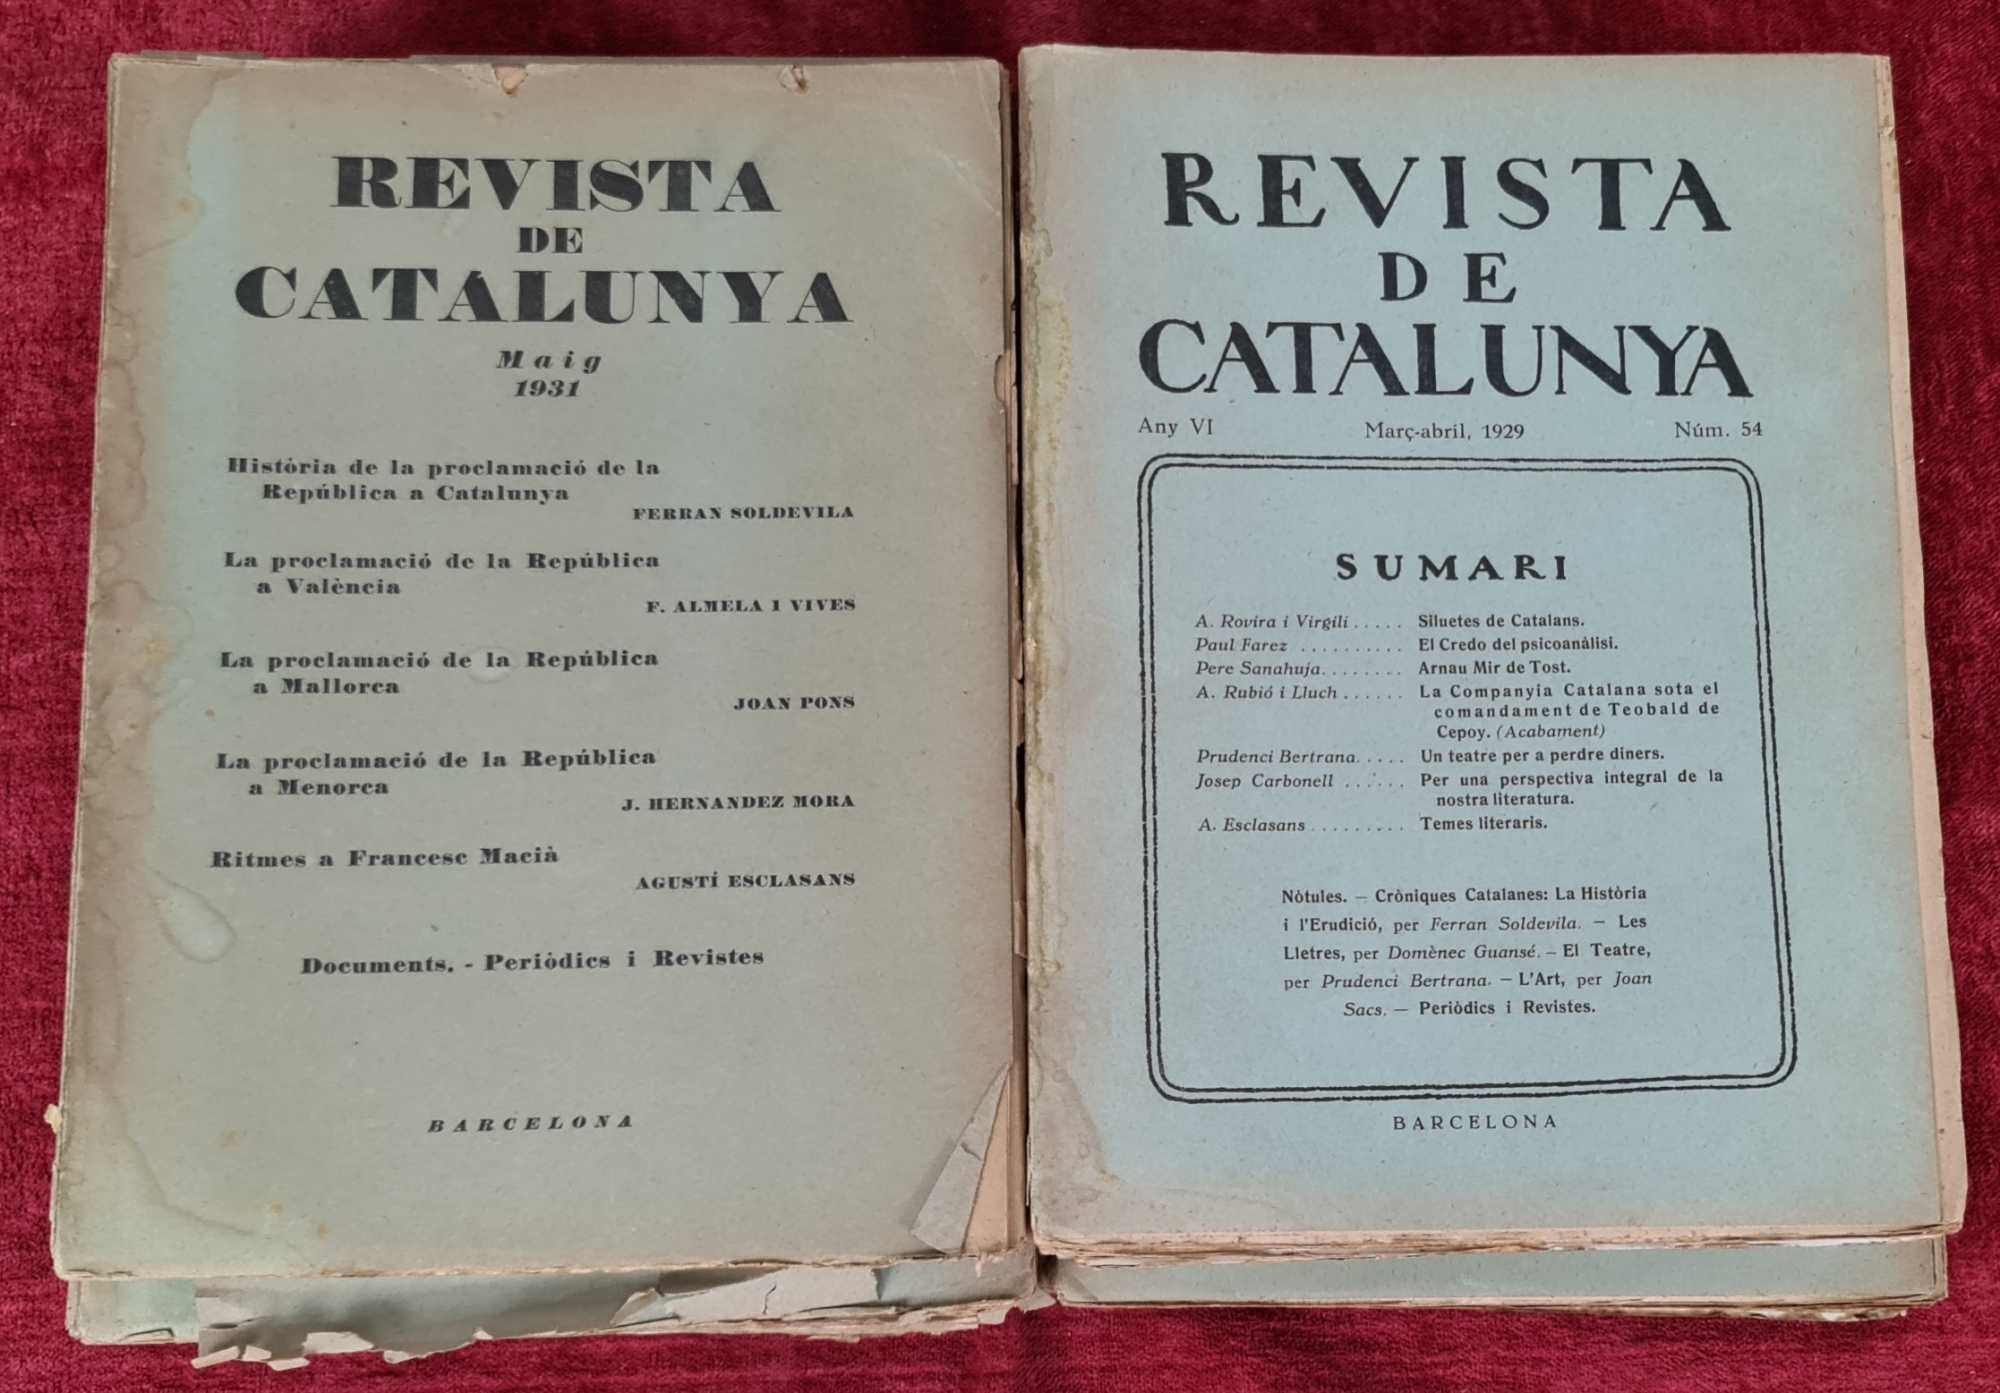 REVISTA
DE
CATALUNYA
Maig
1931
Història de la proclamació de la
República a Catalunya
FERRAN SOLDEVILA
La proclamació de la República
a València
F. ALMELA I VIVES
La proclamació de la República
a Mallorca
JOAN PONS
La proclamació de la República
a Menorca
J. HERNANDEZ MORA
Ritmes a Francesc Macià
AGUSTÍ ESCLASANS
Documents. - Periòdics i Revistes
BARCELONA
REVISTA
DE
CATALUNYA
Any VI Març-abril, 1929 Núm. 54
SUMARI
A. Rovira i Virgili ..... Siluetes de Catalans.
Paul Farez .......... El Credo del psicoanàlisi.
Pere Sanahuja........ Arnau Mir de Tost.
A. Rubió i Lluch ...... La Companyia Catalana sota el
comandament de Teobald de
Cepoy. (Acabament)
Prudenci Bertrana..... Un teatre per a perdre diners.
Josep Carbonell ...... Per una perspectiva integral de la
nostra literatura.
A. Esclasans ......... Temes literaris.
Nòtules. — Cròniques Catalanes: La Història
i l'Erudició, per Ferran Soldevila. — Les
Lletres, per Domènec Guansé. — El Teatre,
per Prudenci Bertrana. — L'Art, per Joan
Sacs. — Periòdics i Revistes.
BARCELONA